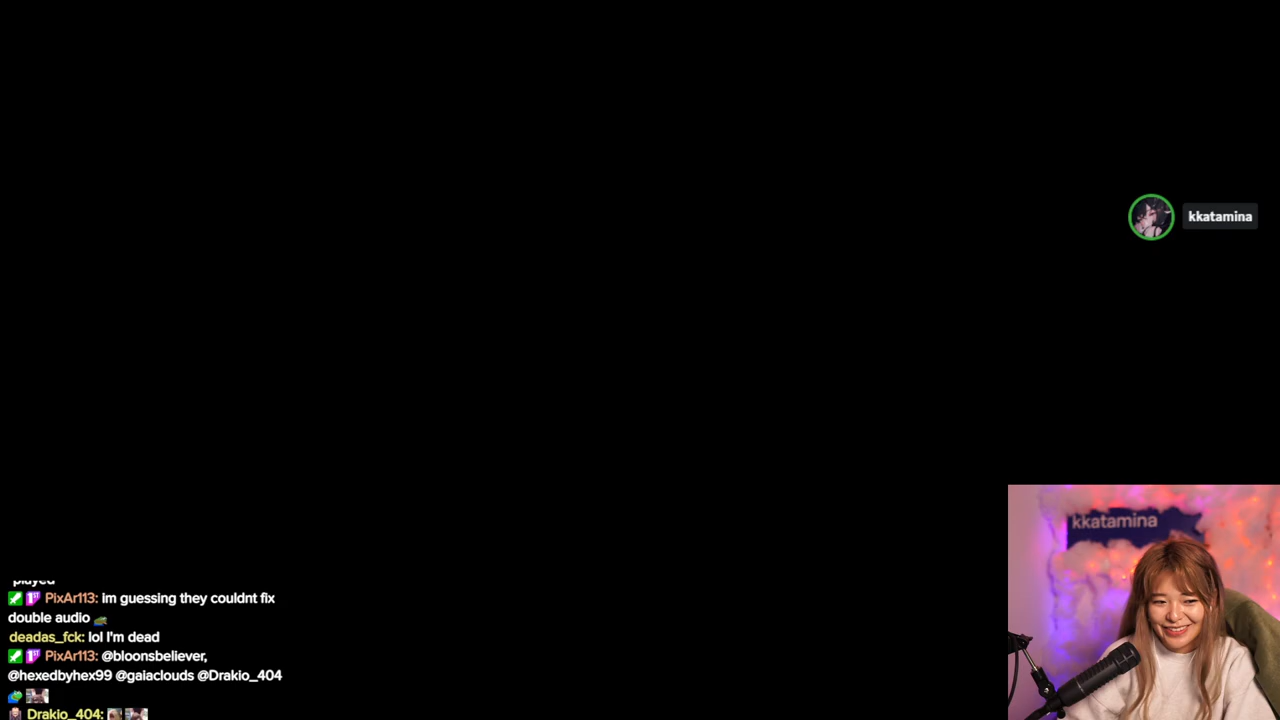 kkatamina
kkatamina
played
PixAr113: im guessing they couldnt fix
double audio
deadas_fck: lol I'm dead
PixAr113: @bloonsbeliever,
@hexedbyhex99 @gaiaclouds @Drakio_404
Drakio_404: